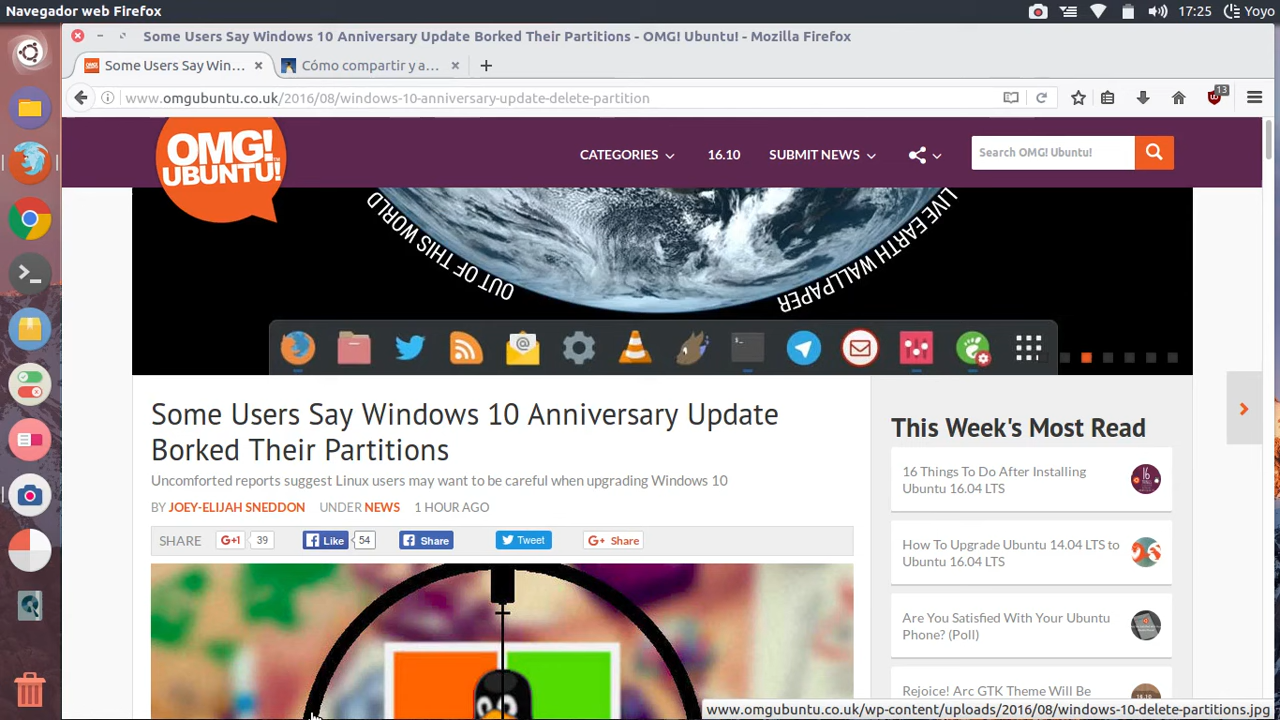 Navegador web Firefox
17:25
Yoyo
Some Users Say Windows 10 Anniversary Update Borked Their Partitions - OMG! Ubuntu! - Mozilla Firefox
Some Users Say Win...
Cómo compartir y a...
www.omgubuntu.co.uk/2016/08/windows-10-anniversary-update-delete-partition
13
OMG!
UBUNTU!
CATEGORIES
16.10
SUBMIT NEWS
Search OMG! Ubuntu!
OUT OF THIS WORLD
LIVE EARTH WALLPAPER
Some Users Say Windows 10 Anniversary Update
Borked Their Partitions
Uncomforted reports suggest Linux users may want to be careful when upgrading Windows 10
BY JOEY-ELIJAH SNEDDON UNDER NEWS 1 HOUR AGO
SHARE
G+1
39
Like
54
Share
Tweet
G+ Share
This Week's Most Read
16 Things To Do After Installing
Ubuntu 16.04 LTS
How To Upgrade Ubuntu 14.04 LTS to
Ubuntu 16.04 LTS
Are You Satisfied With Your Ubuntu
Phone? (Poll)
Rejoice! Arc GTK Theme Will Be
www.omgubuntu.co.uk/wp-content/uploads/2016/08/windows-10-delete-partitions.jpg